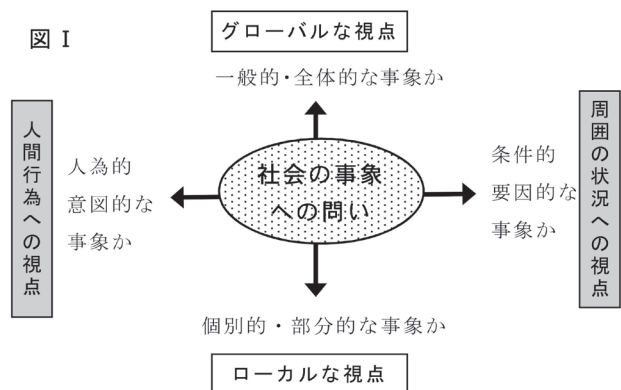 図Ⅰ
グローバルな視点
一般的・全体的な事象か
人間行為への視点
人為的
意図的な
事象か
社会の事象
への問い
条件的
要因的な
事象か
周囲の状況への視点
個別的・部分的な事象か
ローカルな視点